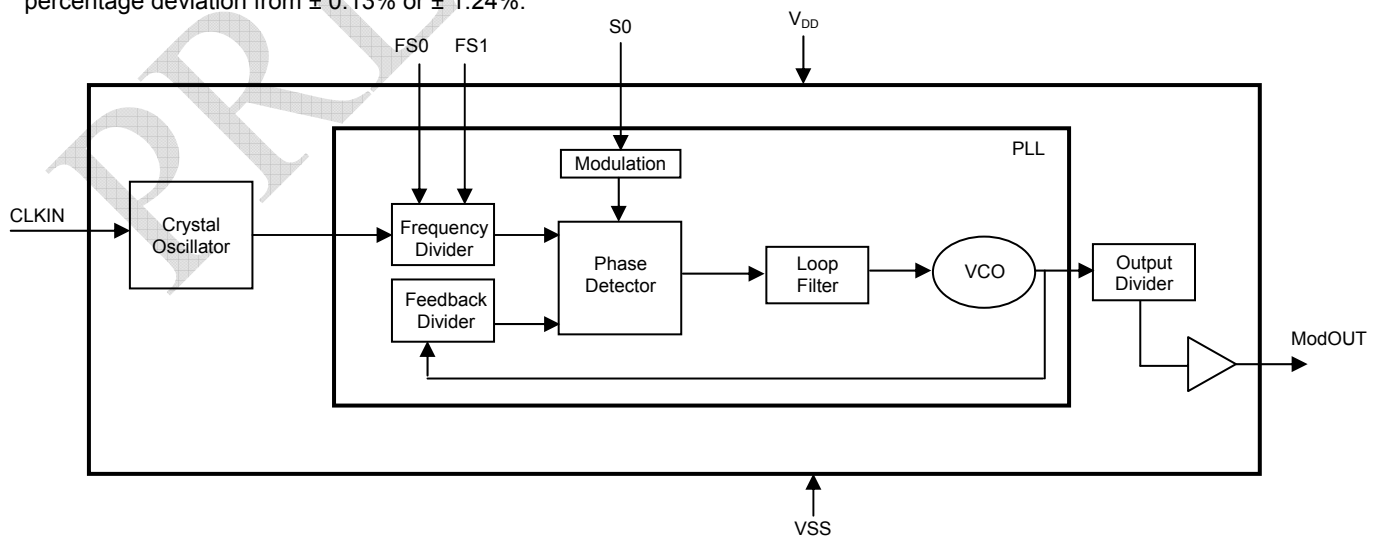 percentage deviation from ± 0.13% or ± 1.24%.
S0
VDD
FS0 FS1
PLL
Modulation
CLKIN
Crystal
Oscillator
Frequency
Divider
Phase
Detector
Loop
Filter
VCO
Output
Divider
Feedback
Divider
ModOUT
VSS